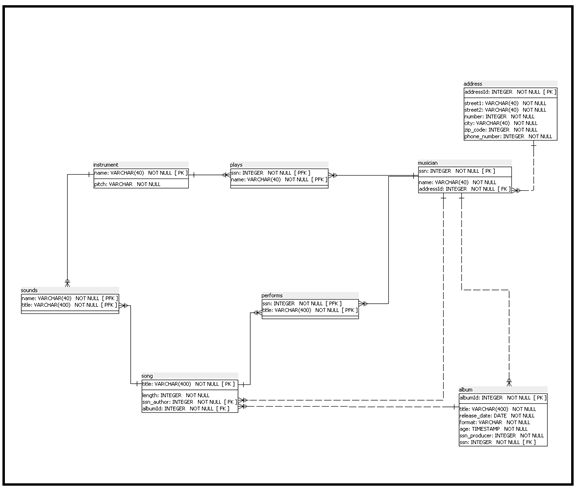 address
addressId: INTEGER NOT NULL [ PK ]
street1: VARCHAR(40) NOT NULL
street2: VARCHAR(40) NOT NULL
number: INTEGER NOT NULL
city: VARCHAR(40) NOT NULL
zip_code: INTEGER NOT NULL
phone_number: INTEGER NOT NULL
instrument
name: VARCHAR(40) NOT NULL [ PK ]
pitch: VARCHAR NOT NULL
plays
ssn: INTEGER NOT NULL [ PFK ]
name: VARCHAR(40) NOT NULL [ PFK ]
musician
ssn: INTEGER NOT NULL [ PK ]
name: VARCHAR(40) NOT NULL
addressId: INTEGER NOT NULL [ FK ]
sounds
name: VARCHAR(40) NOT NULL [ PFK ]
title: VARCHAR(400) NOT NULL [ PFK ]
performs
ssn: INTEGER NOT NULL [ PFK ]
title: VARCHAR(400) NOT NULL [ PFK ]
song
title: VARCHAR(400) NOT NULL [ PK ]
length: INTEGER NOT NULL
ssn_author: INTEGER NOT NULL [ FK ]
albumId: INTEGER NOT NULL [ FK ]
album
albumId: INTEGER NOT NULL [ PK ]
title: VARCHAR(400) NOT NULL
release_date: DATE NOT NULL
format: VARCHAR NOT NULL
age: TIMESTAMP NOT NULL
ssn_producer: INTEGER NOT NULL
ssn: INTEGER NOT NULL [ FK ]